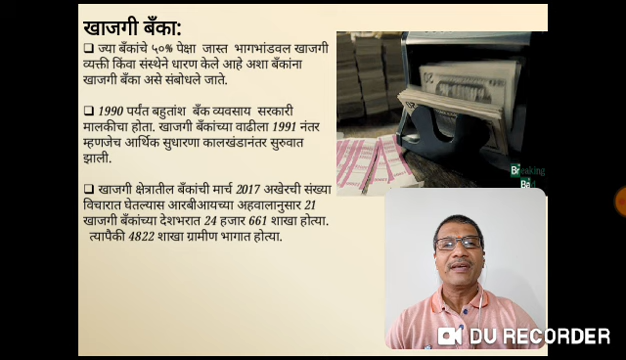 खाजगी बँका:
❑ ज्या बँकांचे ५०% पेक्षा जास्त भागभांडवल खाजगी
व्यक्ती किंवा संस्थेने धारण केले आहे अशा बँकांना
खाजगी बँका असे संबोधले जाते.
❑ 1990 पर्यंत बहुतांश बँक व्यवसाय सरकारी
मालकीचा होता. खाजगी बँकांच्या वाढीला 1991 नंतर
म्हणजेच आर्थिक सुधारणा कालखंडानंतर सुरुवात
झाली.
❑ खाजगी क्षेत्रातील बँकांची मार्च 2017 अखेरची संख्या
विचारात घेतल्यास आरबीआयच्या अहवालानुसार 21
खाजगी बँकांच्या देशभरात 24 हजार 661 शाखा होत्या.
त्यापैकी 4822 शाखा ग्रामीण भागात होत्या.
Breaking
Bad
DU RECORDER